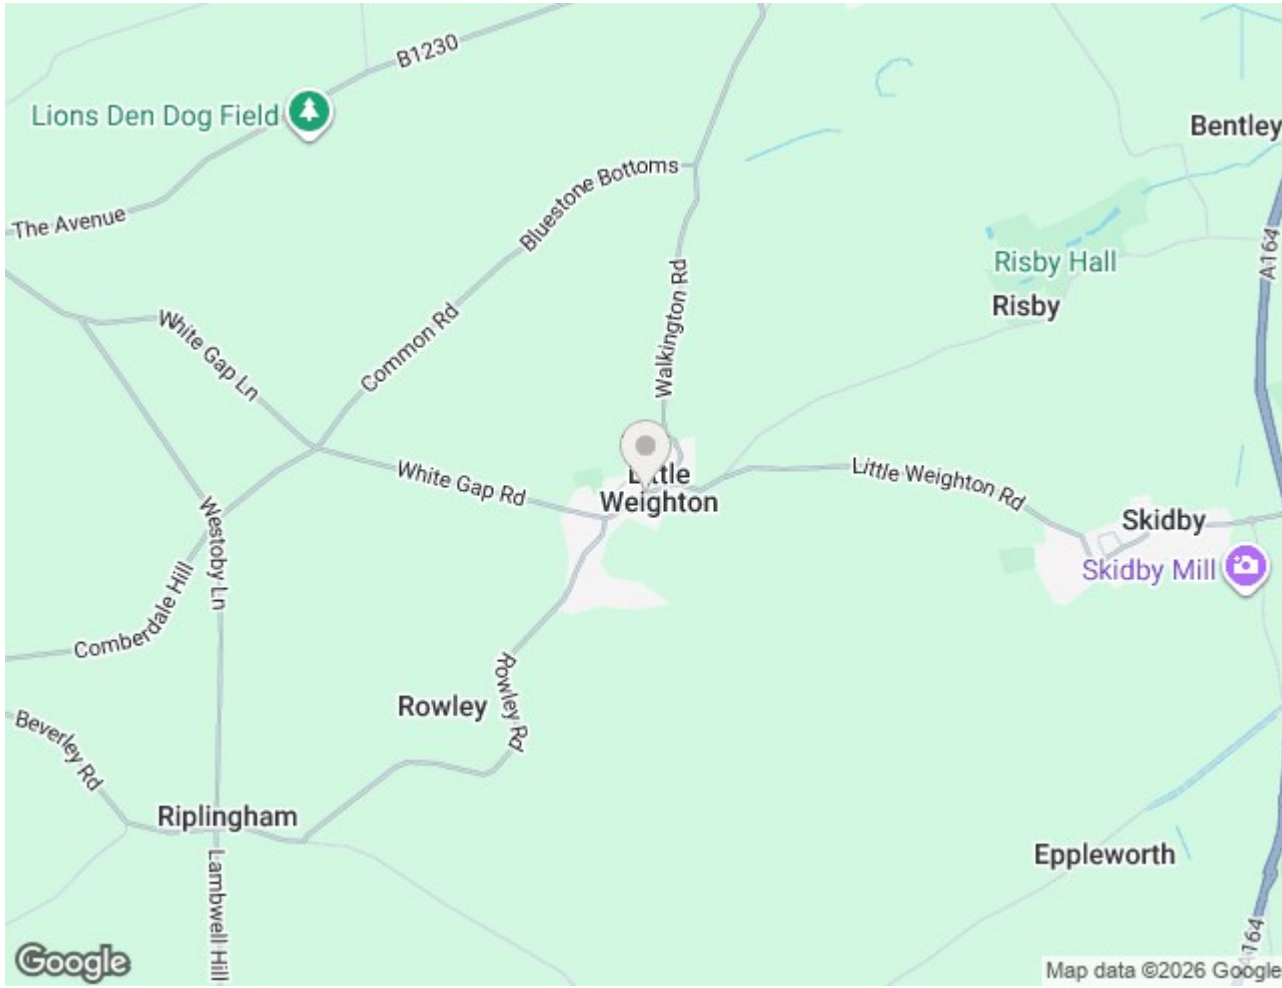 B1230
Lions Den Dog Field
Bentley
Bluestone Bottoms
The Avenue
A164
Risby Hall
Walkington Rd
Risby
White Gap Ln
Common Rd
White Gap Rd
Little
Weighton
Little Weighton Rd
Skidby
Westoby Ln
Skidby Mill
Comberdale Hill
Rowley
Rowley Rd
Beverley Rd
Riplingham
Eppleworth
Lambwell Hill
A164
Google
Map data ©2026 Google